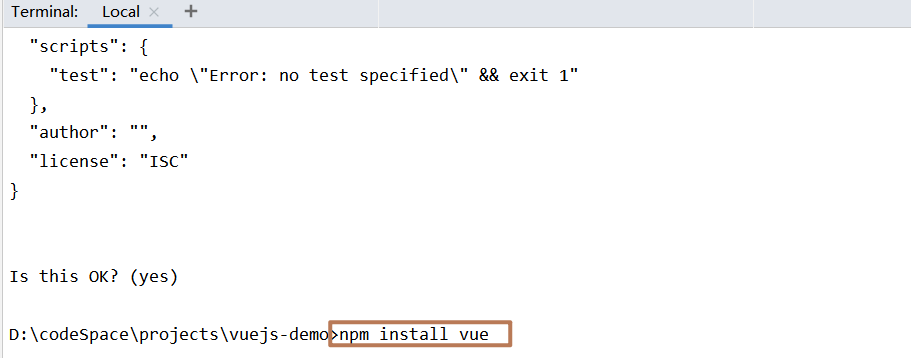 Terminal: Local × +
  "scripts": {
    "test": "echo \"Error: no test specified\" && exit 1"
  },
  "author": "",
  "license": "ISC"
}
Is this OK? (yes)
D:\codeSpace\projects\vuejs-demo>npm install vue